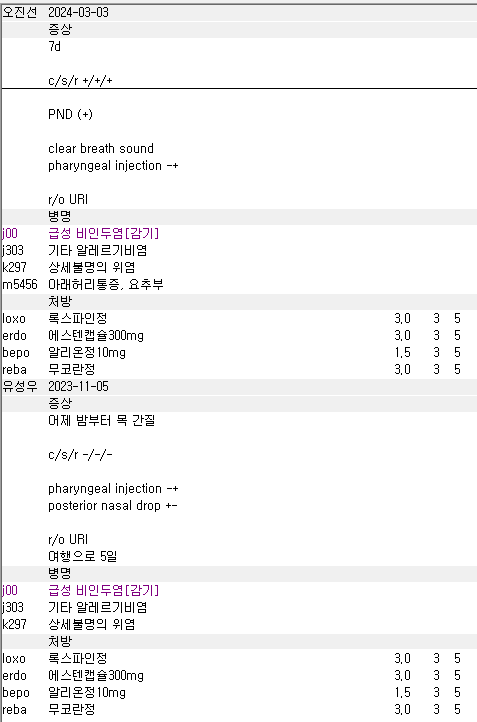 오진선 2024-03-03
증상
7d
c/s/r +/+/+
PND (+)
clear breath sound
pharyngeal injection -+
r/o URI
병명
j00 급성 비인두염[감기]
j303 기타 알레르기비염
k297 상세불명의 위염
m5456 아래허리통증, 요추부
처방
loxo 록스파인정 3.0 3 5
erdo 에스텐캡슐300mg 3.0 3 5
bepo 알리온정10mg 1.5 3 5
reba 무코란정 3.0 3 5
유성우 2023-11-05
증상
어제 밤부터 목 간질
c/s/r -/-/-
pharyngeal injection -+
posterior nasal drop +-
r/o URI
여행으로 5일
병명
j00 급성 비인두염[감기]
j303 기타 알레르기비염
k297 상세불명의 위염
처방
loxo 록스파인정 3.0 3 5
erdo 에스텐캡슐300mg 3.0 3 5
bepo 알리온정10mg 1.5 3 5
reba 무코란정 3.0 3 5